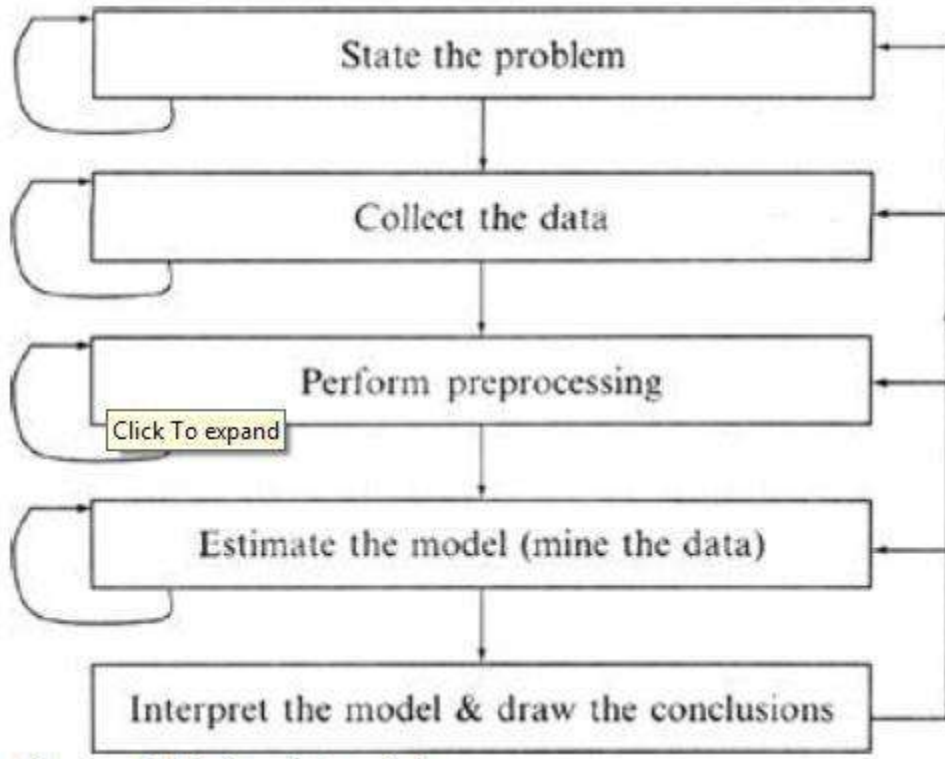 State the problem
Collect the data
Perform preprocessing
Click To expand
Estimate the model (mine the data)
Interpret the model & draw the conclusions